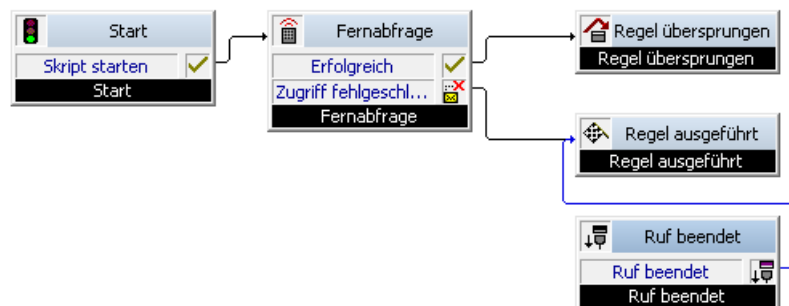 Start
Skript starten
Start
Fernabfrage
Erfolgreich
Zugriff fehlgeschl...
Fernabfrage
Regel übersprungen
Regel übersprungen
Regel ausgeführt
Regel ausgeführt
Ruf beendet
Ruf beendet
Ruf beendet